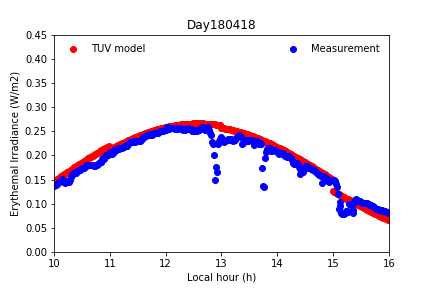 Day180418
TUV model
Measurement
Erythemal Irradiance (W/m2)
0.45
0.40
0.35
0.30
0.25
0.20
0.15
0.10
0.05
0.00
10 11 12 13 14 15 16
Local hour (h)